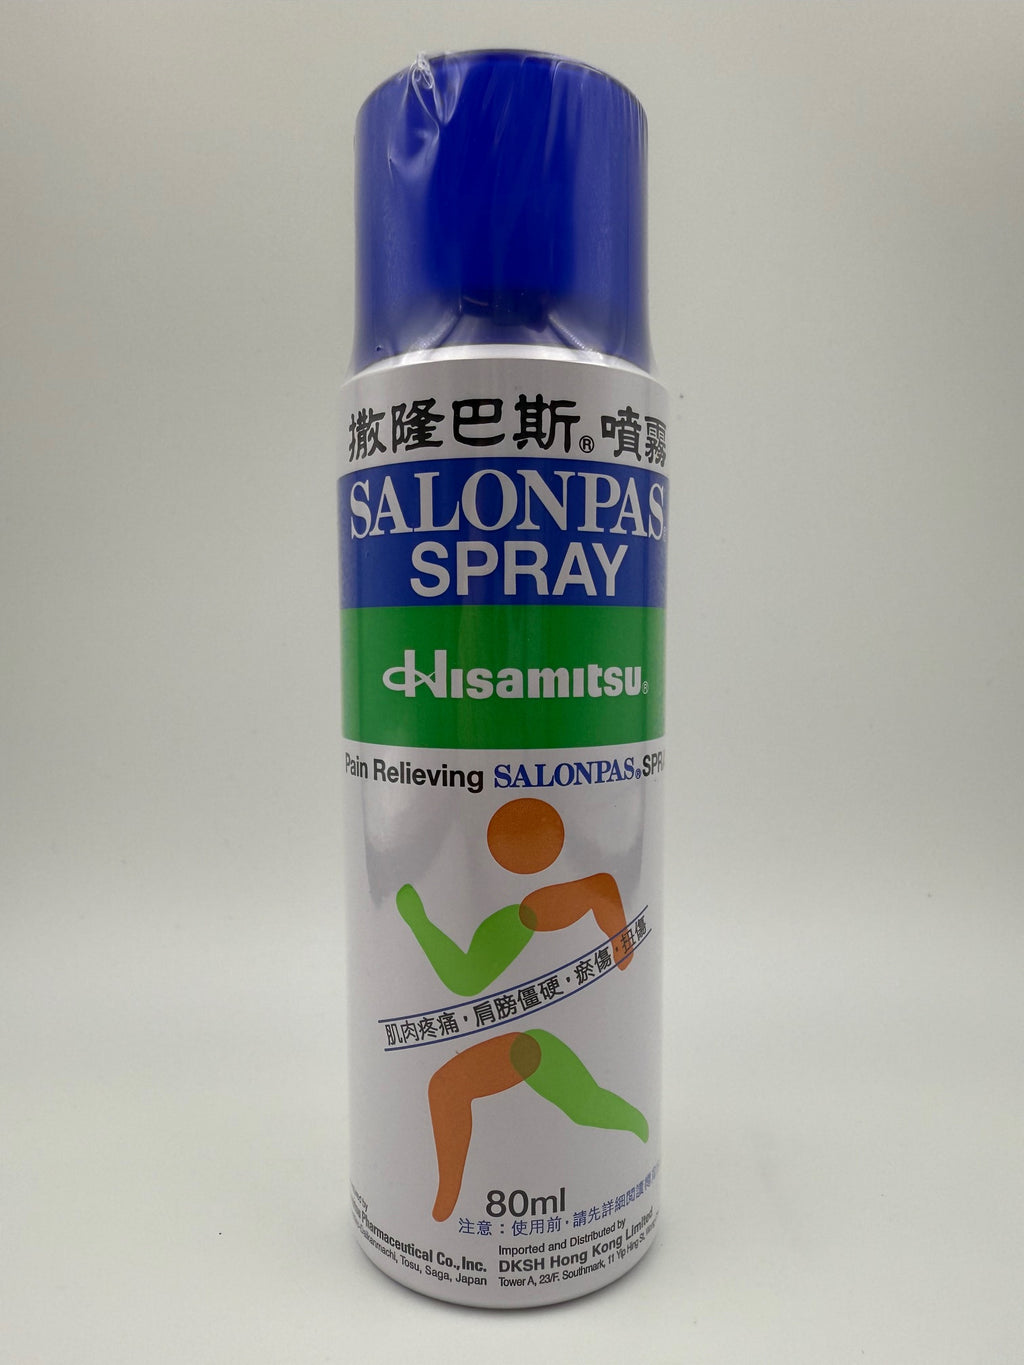 撒隆巴斯® 噴霧
SALONPAS
SPRAY
Hisamitsu®
Pain Relieving SALONPAS® SPRA
肌肉疼痛，肩膀僵硬，瘀傷，扭傷
80ml
注意：使用前，請先詳細閱讀
Pharmaceutical Co., Inc.
Tosu, Saga, Japan
Imported and Distributed by
DKSH Hong Kong Limited
Tower A, 23/F. Southmark, 11 Yip Hing St.